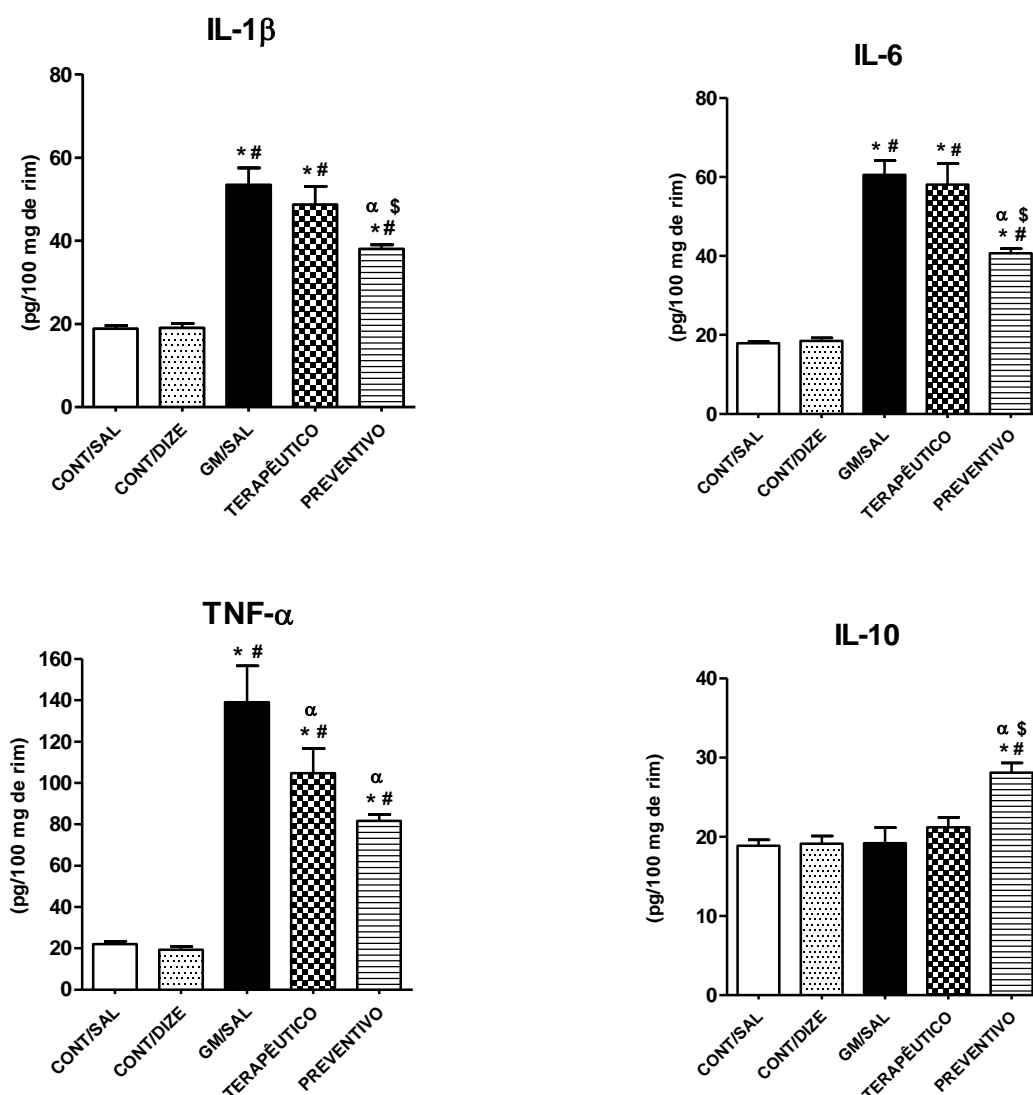 IL-1β
80
60
40
20
0
(pg/100 mg de rim)
* #
* #
α $
* #
CONT/SAL
CONT/DIZE
GM/SAL
TERAPÊUTICO
PREVENTIVO
IL-6
80
60
40
20
0
(pg/100 mg de rim)
* #
* #
α $
* #
CONT/SAL
CONT/DIZE
GM/SAL
TERAPÊUTICO
PREVENTIVO
TNF-α
160
140
120
100
80
60
40
20
0
(pg/100 mg de rim)
* #
α
* #
α
* #
CONT/SAL
CONT/DIZE
GM/SAL
TERAPÊUTICO
PREVENTIVO
IL-10
40
30
20
10
0
(pg/100 mg de rim)
α $
* #
CONT/SAL
CONT/DIZE
GM/SAL
TERAPÊUTICO
PREVENTIVO